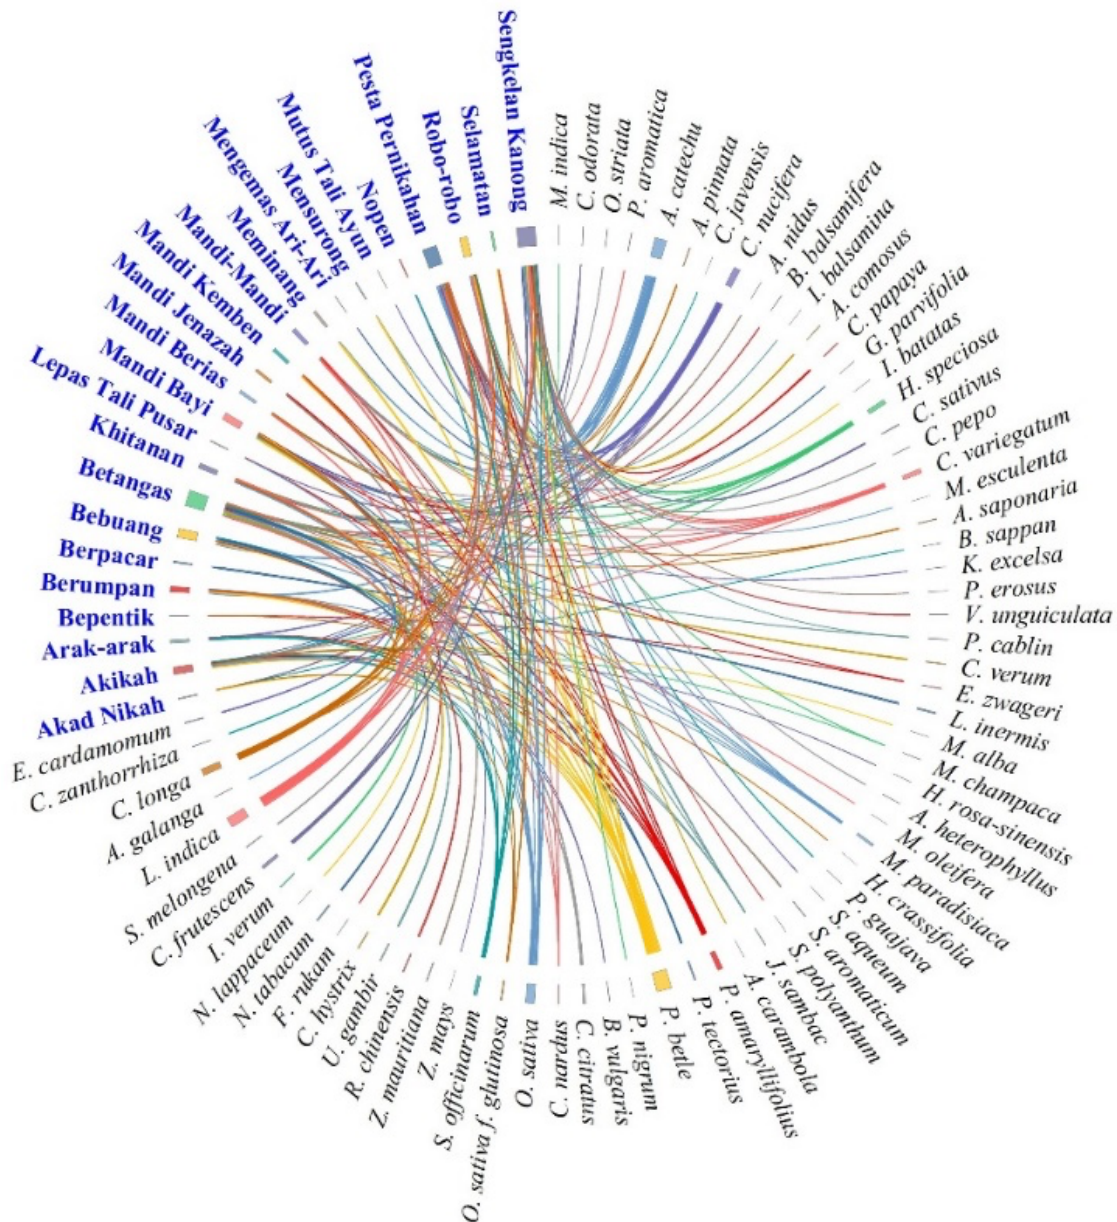 Sengkelan Kanong
M. indica
C. odorata
O. striata
P. aromatica
A. catechu
A. pinnata
C. javensis
C. nucifera
A. nidus
B. balsamifera
I. balsamina
A. comosus
C. papaya
G. parvifolia
I. batatas
H. speciosa
C. sativus
C. pepo
C. variegatum
M. esculenta
A. saponaria
B. sappan
K. excelsa
P. erosus
V. unguiculata
P. cablin
C. verum
E. zwageri
L. inermis
M. alba
M. champaca
H. rosa-sinensis
A. heterophyllus
M. oleifera
M. paradisiaca
H. crassifolia
P. guajava
S. aqueum
S. aromaticum
S. polyanthum
J. sambac
A. carambola
P. amaryllifolius
P. tectorius
P. betle
P. nigrum
B. vulgaris
C. citratus
C. nardus
O. sativa
O. sativa f. glutinosa
S. officinarum
Z. mays
Z. mauritiana
R. chinensis
U. gambir
C. hystrix
F. rukam
N. tabacum
N. lappaceum
I. verum
C. frutescens
S. melongena
L. indica
A. galanga
C. longa
C. zanthorrhiza
E. cardamomum
Akad Nikah
Akikah
Arak-arak
Bepentik
Berumpan
Berpacar
Bebuang
Betangas
Khitanan
Lepas Tali Pusar
Mandi Bayi
Mandi Berias
Mandi Jenazah
Mandi Kemben
Mandi-Mandi
Meminang
Mengemas Ari-Ari
Mensurong
Mutus Tali Ayun
Nopen
Pesta Pernikahan
Robo-robo
Selamatan